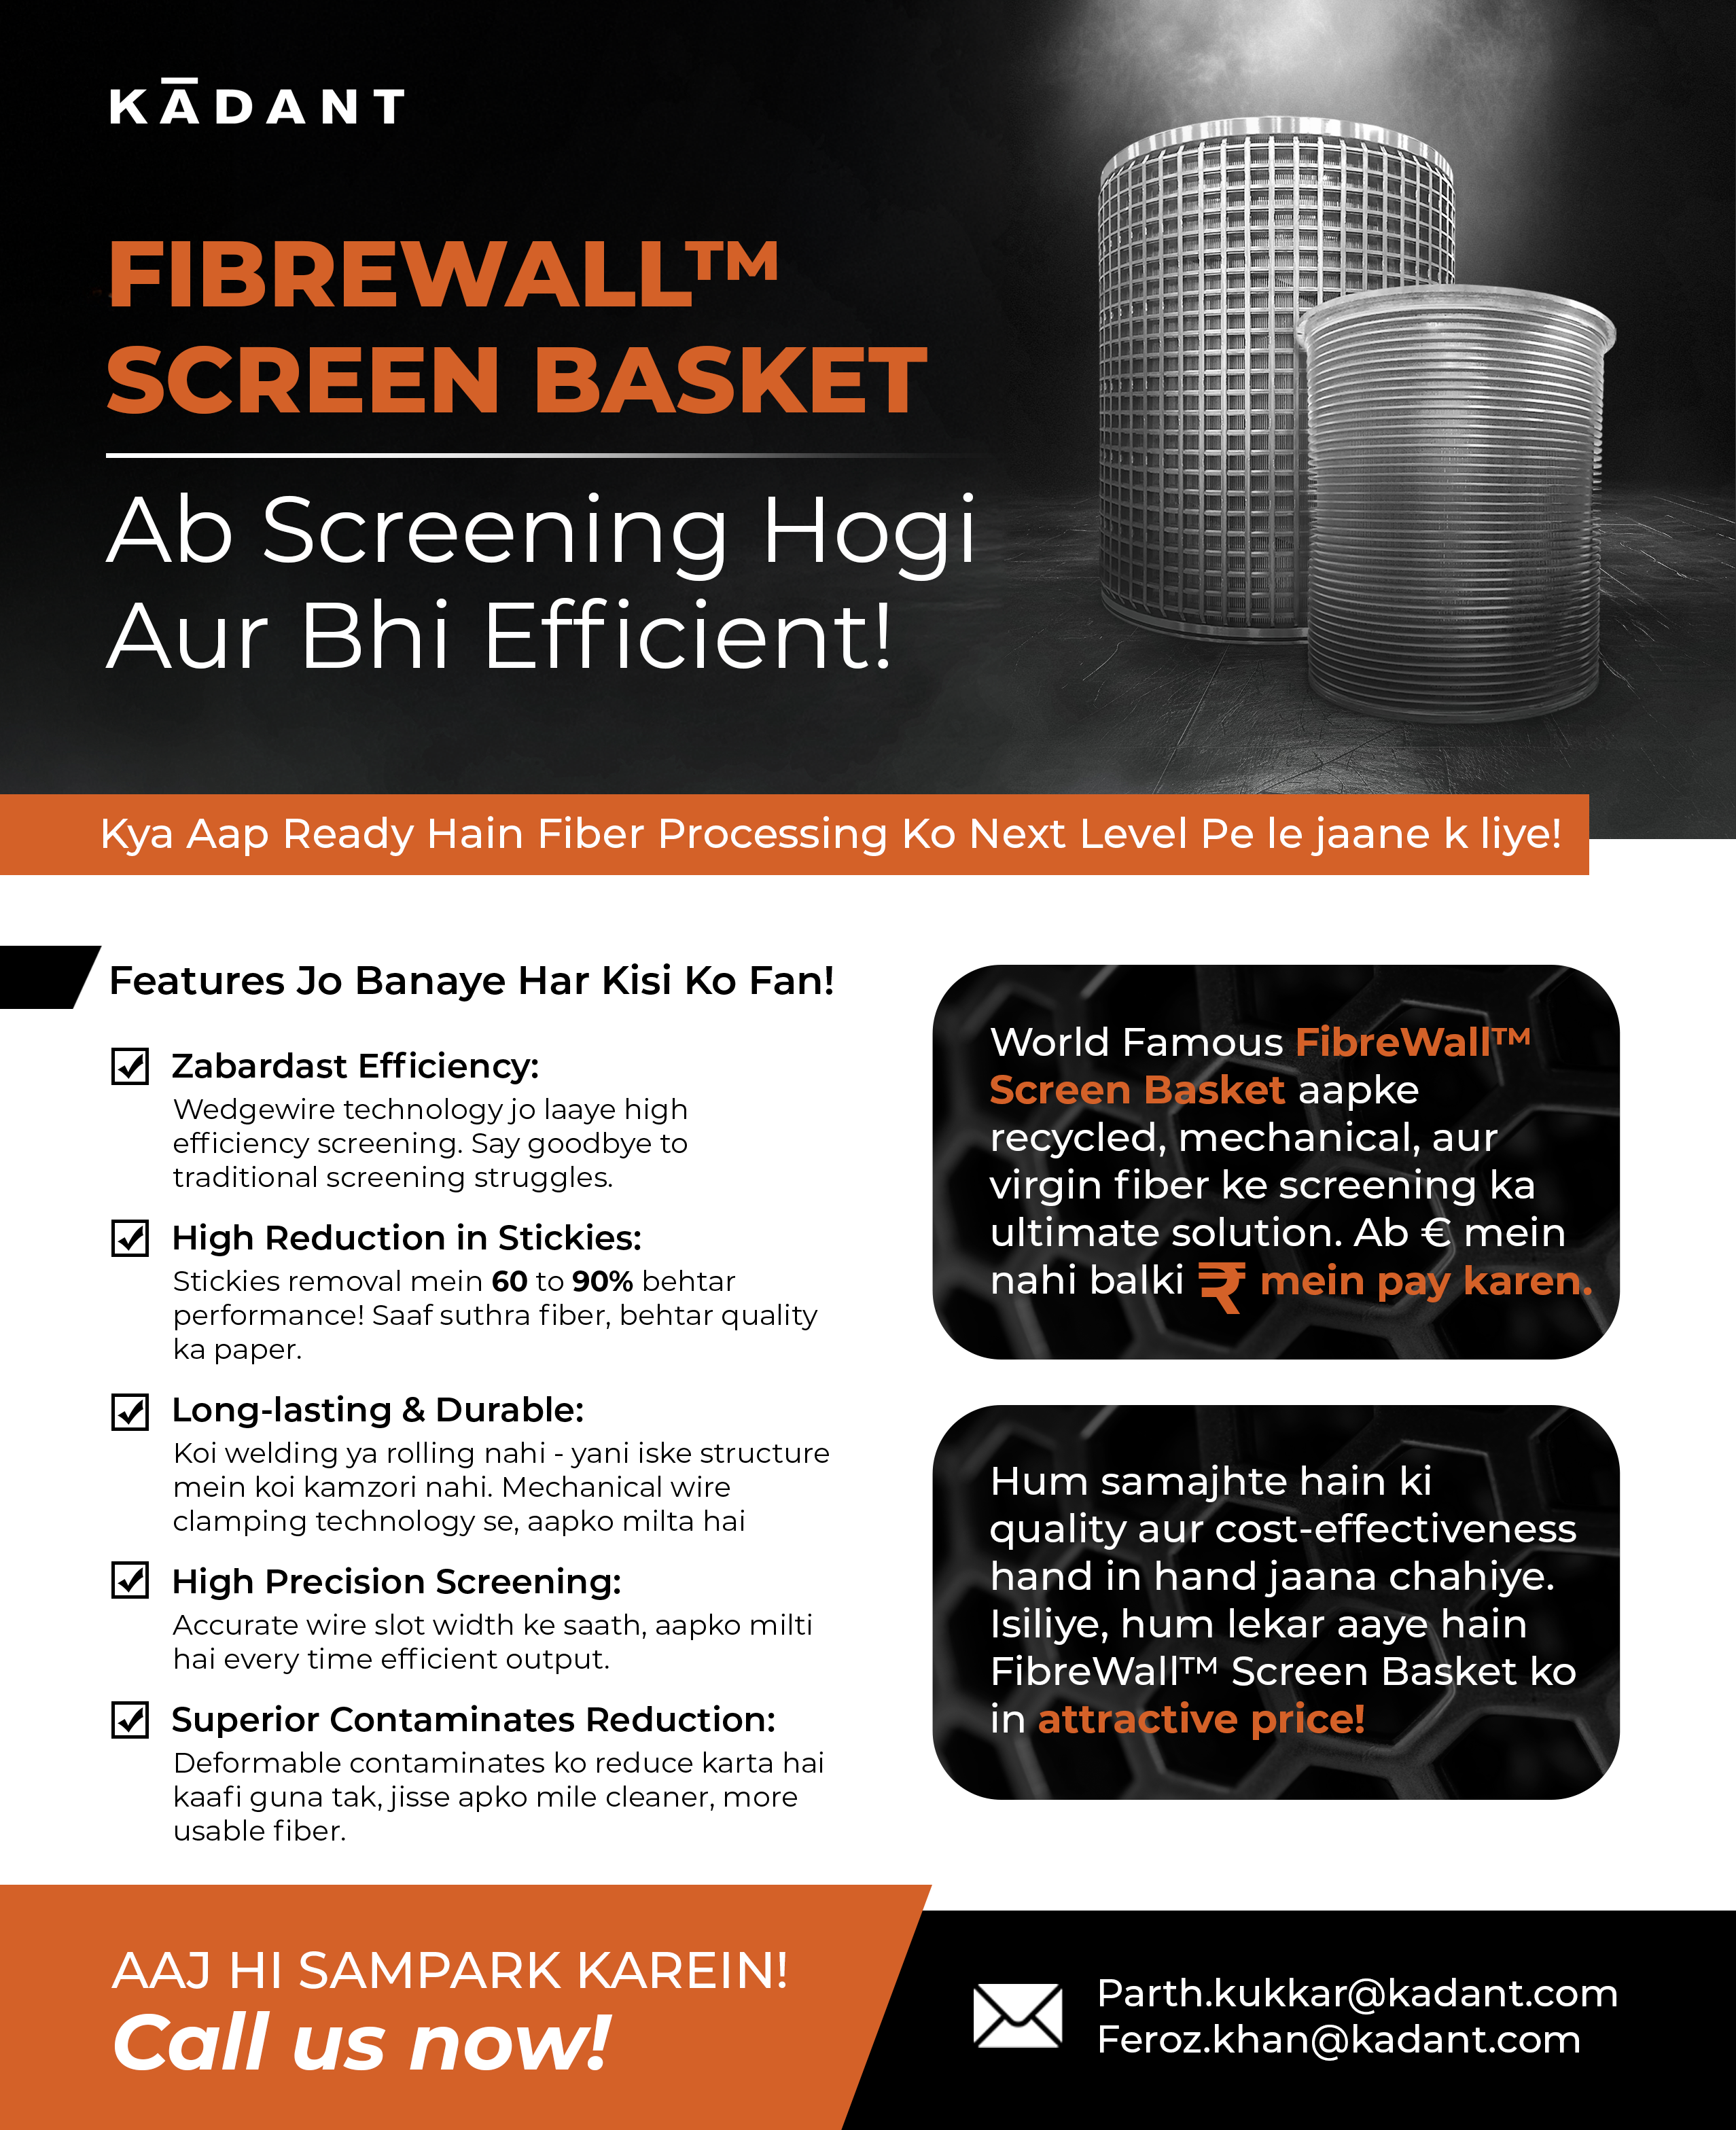 KĀDANT
FIBREWALL™
SCREEN BASKET
Ab Screening Hogi
Aur Bhi Efficient!
Kya Aap Ready Hain Fiber Processing Ko Next Level Pe le jaane k liye!
Features Jo Banaye Har Kisi Ko Fan!
Zabardast Efficiency:
Wedgewire technology jo laaye high
efficiency screening. Say goodbye to
traditional screening struggles.
High Reduction in Stickies:
Stickies removal mein 60 to 90% behtar
performance! Saaf suthra fiber, behtar quality
ka paper.
Long-lasting & Durable:
Koi welding ya rolling nahi - yani iske structure
mein koi kamzori nahi. Mechanical wire
clamping technology se, aapko milta hai
High Precision Screening:
Accurate wire slot width ke saath, aapko milti
hai every time efficient output.
Superior Contaminates Reduction:
Deformable contaminates ko reduce karta hai
kaafi guna tak, jisse apko mile cleaner, more
usable fiber.
World Famous FibreWall™
Screen Basket aapke
recycled, mechanical, aur
virgin fiber ke screening ka
ultimate solution. Ab € mein
nahi balki ₹ mein pay karen.
Hum samajhte hain ki
quality aur cost-effectiveness
hand in hand jaana chahiye.
Isiliye, hum lekar aaye hain
FibreWall™ Screen Basket ko
in attractive price!
AAJ HI SAMPARK KAREIN!
Call us now!
Parth.kukkar@kadant.com
Feroz.khan@kadant.com